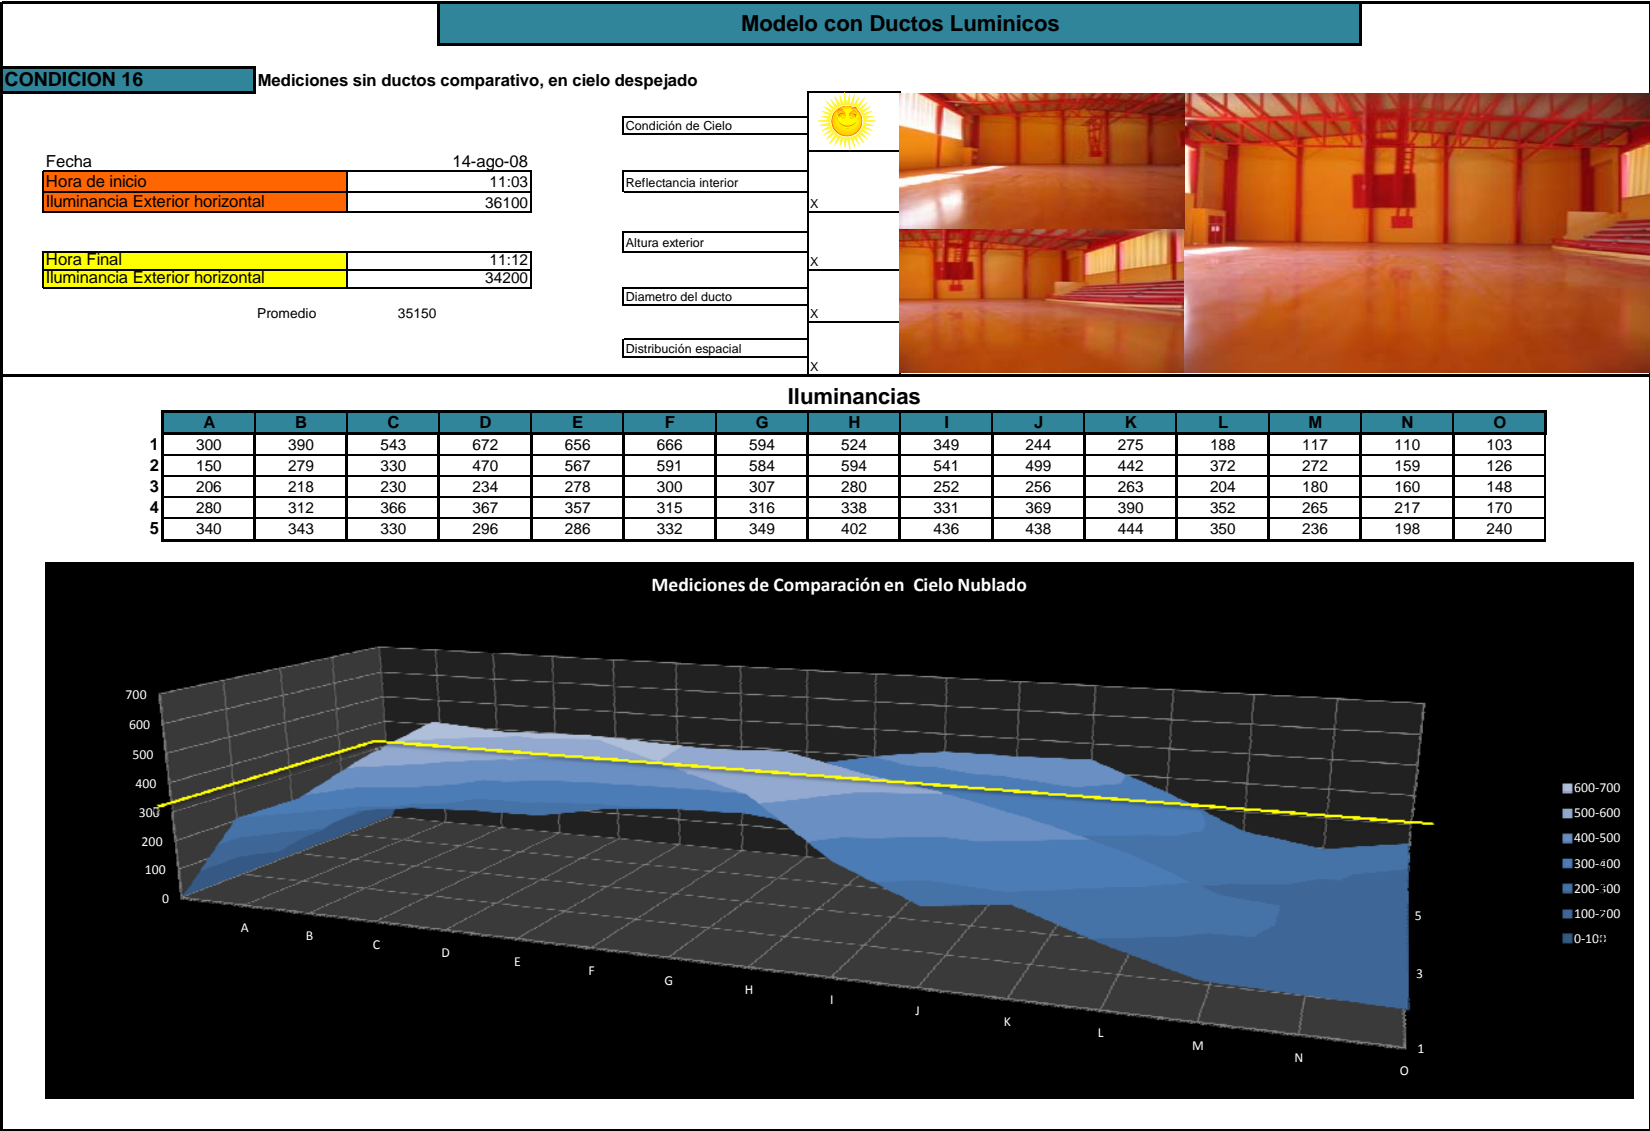 Modelo con Ductos Luminicos
CONDICION 16 Mediciones sin ductos comparativo, en cielo despejado
Condición de Cielo
Fecha 14-ago-08
Hora de inicio 11:03
Iluminancia Exterior horizontal 36100
Reflectancia interior
X
Altura exterior
X
Hora Final 11:12
Iluminancia Exterior horizontal 34200
Diametro del ducto
X
Promedio 35150
Distribución espacial
X
Iluminancias
A B C D E F G H I J K L M N O
1 300 390 543 672 656 666 594 524 349 244 275 188 117 110 103
2 150 279 330 470 567 591 584 594 541 499 442 372 272 159 126
3 206 218 230 234 278 300 307 280 252 256 263 204 180 160 148
4 280 312 366 367 357 315 316 338 331 369 390 352 265 217 170
5 340 343 330 296 286 332 349 402 436 438 444 350 236 198 240
Mediciones de Comparación en Cielo Nublado
700
600
500
400
300
200
100
0
A B C D E F G H I J K L M N O
5
3
1
600-700
500-600
400-500
300-400
200-300
100-200
0-100